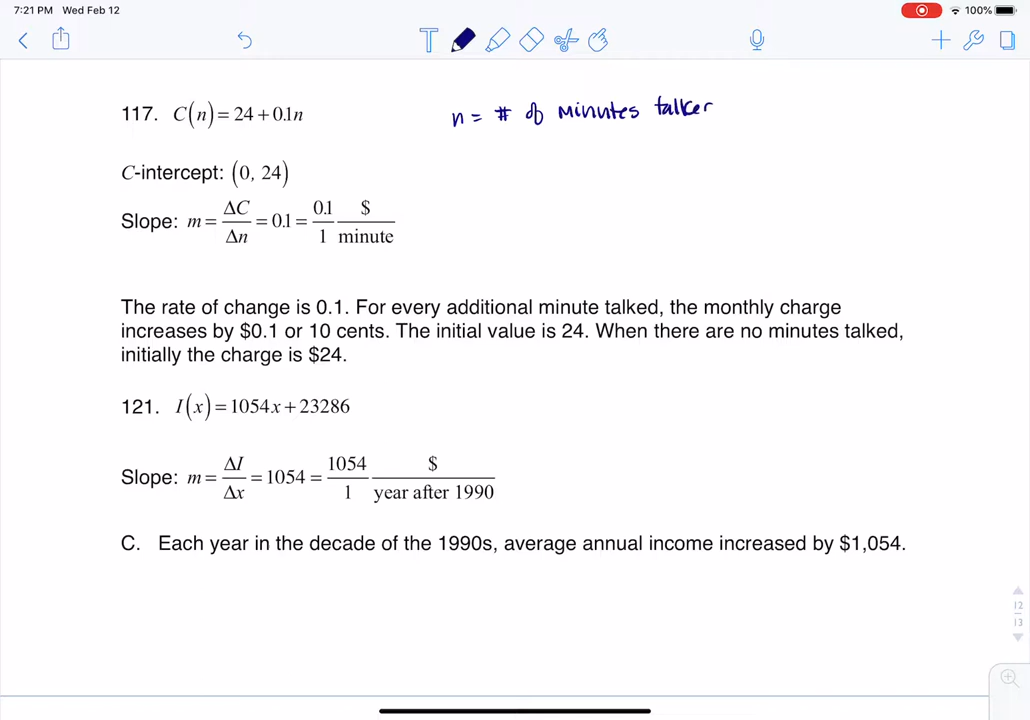 7:21 PM Wed Feb 12 100%
117. C(n) = 24 + 0.1n n = # of minutes talker
C-intercept: (0, 24)
Slope: m = ΔC/Δn = 0.1 = 0.1/1 $/minute
The rate of change is 0.1. For every additional minute talked, the monthly charge
increases by $0.1 or 10 cents. The initial value is 24. When there are no minutes talked,
initially the charge is $24.
121. I(x) = 1054x + 23286
Slope: m = ΔI/Δx = 1054 = 1054/1 $/year after 1990
C. Each year in the decade of the 1990s, average annual income increased by $1,054.
12
13